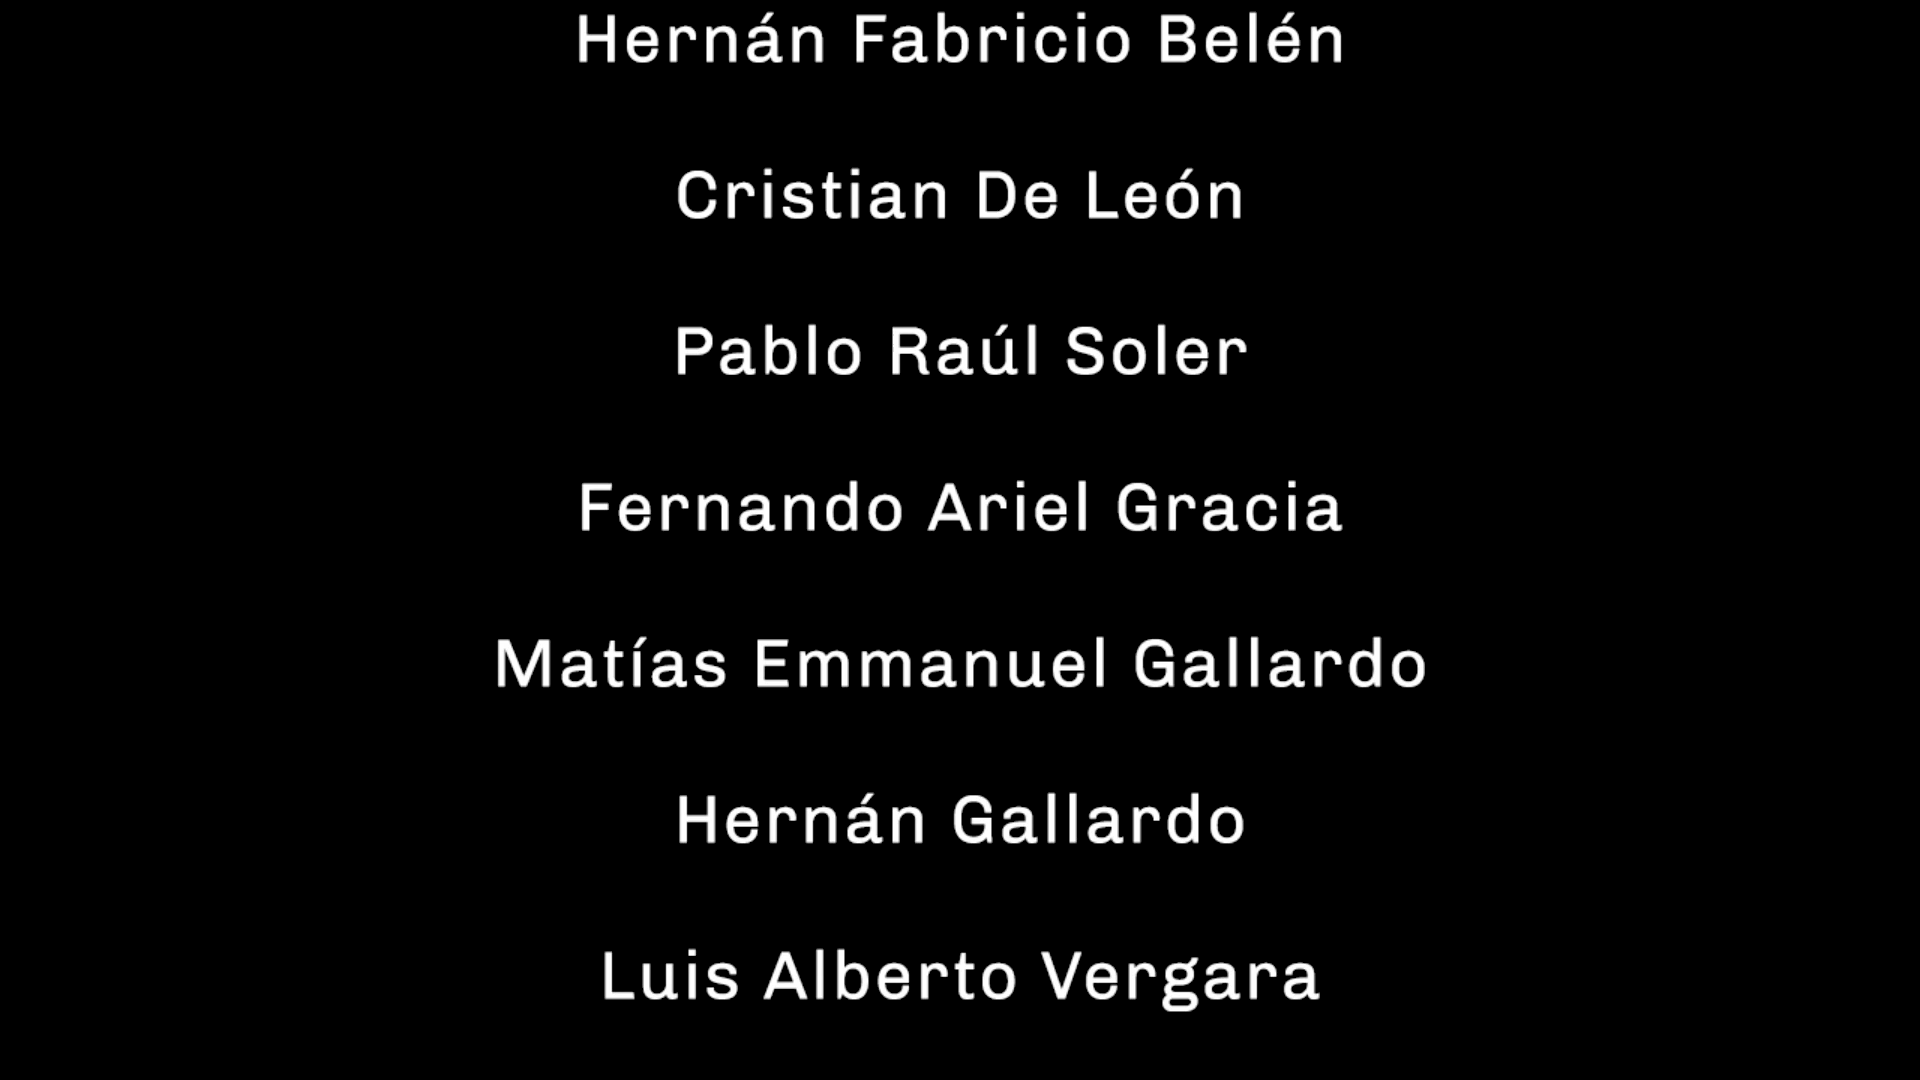 Hernán Fabricio Belén
Cristian De León
Pablo Raúl Soler
Fernando Ariel Gracia
Matías Emmanuel Gallardo
Hernán Gallardo
Luis Alberto Vergara